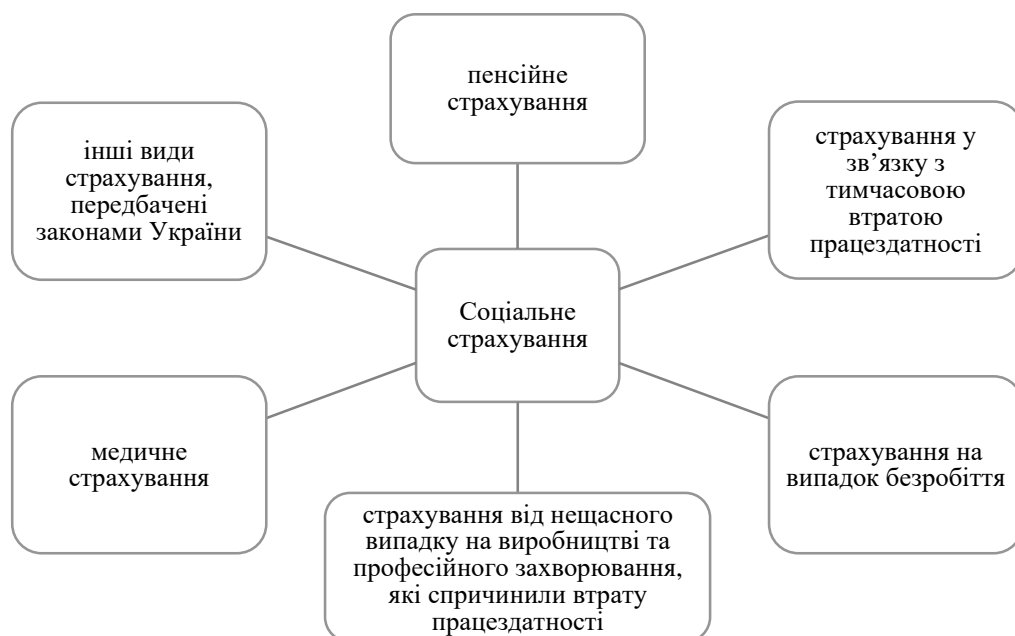 пенсійне
страхування
інші види
страхування,
передбачені
законами України
страхування у
зв’язку з
тимчасовою
втратою
працездатності
Соціальне
страхування
медичне
страхування
страхування на
випадок безробіття
страхування від нещасного
випадку на виробництві та
професійного захворювання,
які спричинили втрату
працездатності